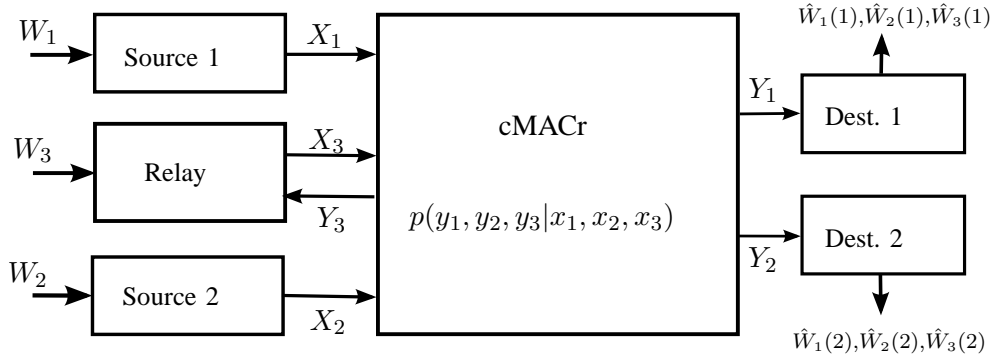 Ŵ₁(1),Ŵ₂(1),Ŵ₃(1)
W₁
Source 1
X₁
Y₁
Dest. 1
cMACr
W₃
Relay
X₃
Y₃
p(y₁, y₂, y₃|x₁, x₂, x₃)
Y₂
Dest. 2
W₂
Source 2
X₂
Ŵ₁(2),Ŵ₂(2),Ŵ₃(2)